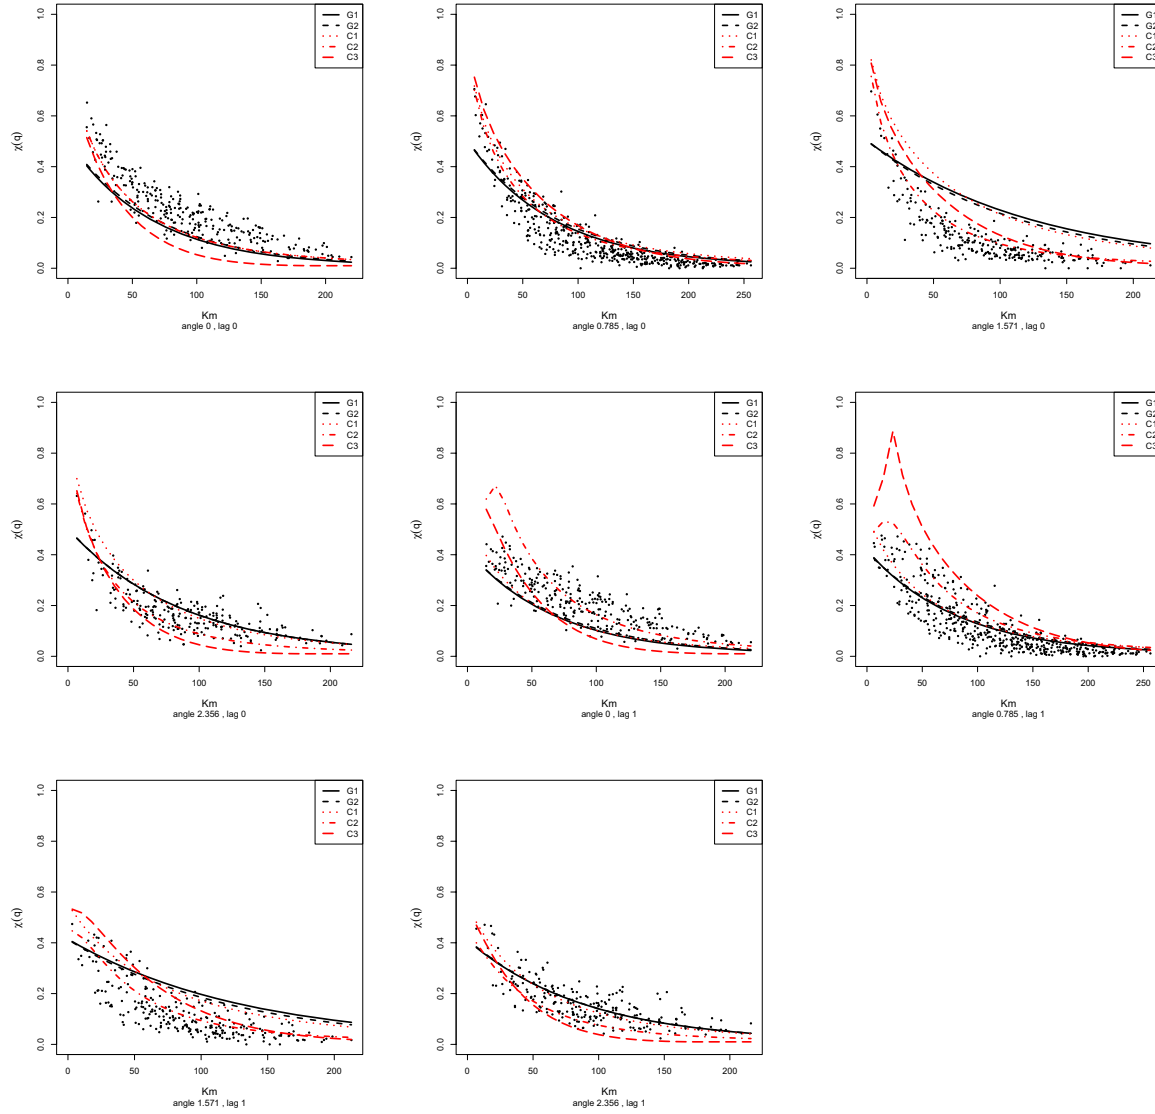 G1
G2
C1
C2
C3
χ(q)
0.0 0.2 0.4 0.6 0.8 1.0
0 50 100 150 200
Km
angle 0 , lag 0
G1
G2
C1
C2
C3
χ(q)
0.0 0.2 0.4 0.6 0.8 1.0
0 50 100 150 200 250
Km
angle 0.785 , lag 0
G1
G2
C1
C2
C3
χ(q)
0.0 0.2 0.4 0.6 0.8 1.0
0 50 100 150 200
Km
angle 1.571 , lag 0
G1
G2
C1
C2
C3
χ(q)
0.0 0.2 0.4 0.6 0.8 1.0
0 50 100 150 200
Km
angle 2.356 , lag 0
G1
G2
C1
C2
C3
χ(q)
0.0 0.2 0.4 0.6 0.8 1.0
0 50 100 150 200
Km
angle 0 , lag 1
G1
G2
C1
C2
C3
χ(q)
0.0 0.2 0.4 0.6 0.8 1.0
0 50 100 150 200 250
Km
angle 0.785 , lag 1
G1
G2
C1
C2
C3
χ(q)
0.0 0.2 0.4 0.6 0.8 1.0
0 50 100 150 200
Km
angle 1.571 , lag 1
G1
G2
C1
C2
C3
χ(q)
0.0 0.2 0.4 0.6 0.8 1.0
0 50 100 150 200
Km
angle 2.356 , lag 1